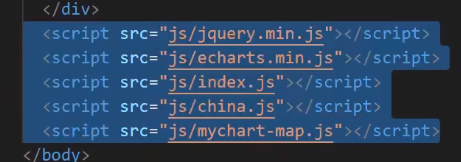 </div>
<script src="js/jquery.min.js"></script>
<script src="js/echarts.min.js"></script>
<script src="js/index.js"></script>
<script src="js/china.js"></script>
<script src="js/mychart-map.js"></script>
</body>